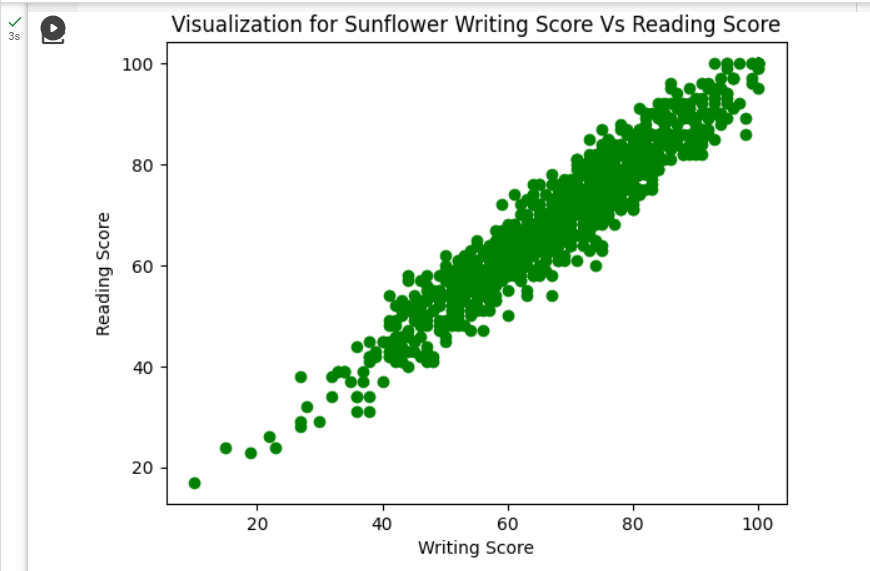 3s
Visualization for Sunflower Writing Score Vs Reading Score
100
80
60
40
20
Reading Score
20 40 60 80 100
Writing Score